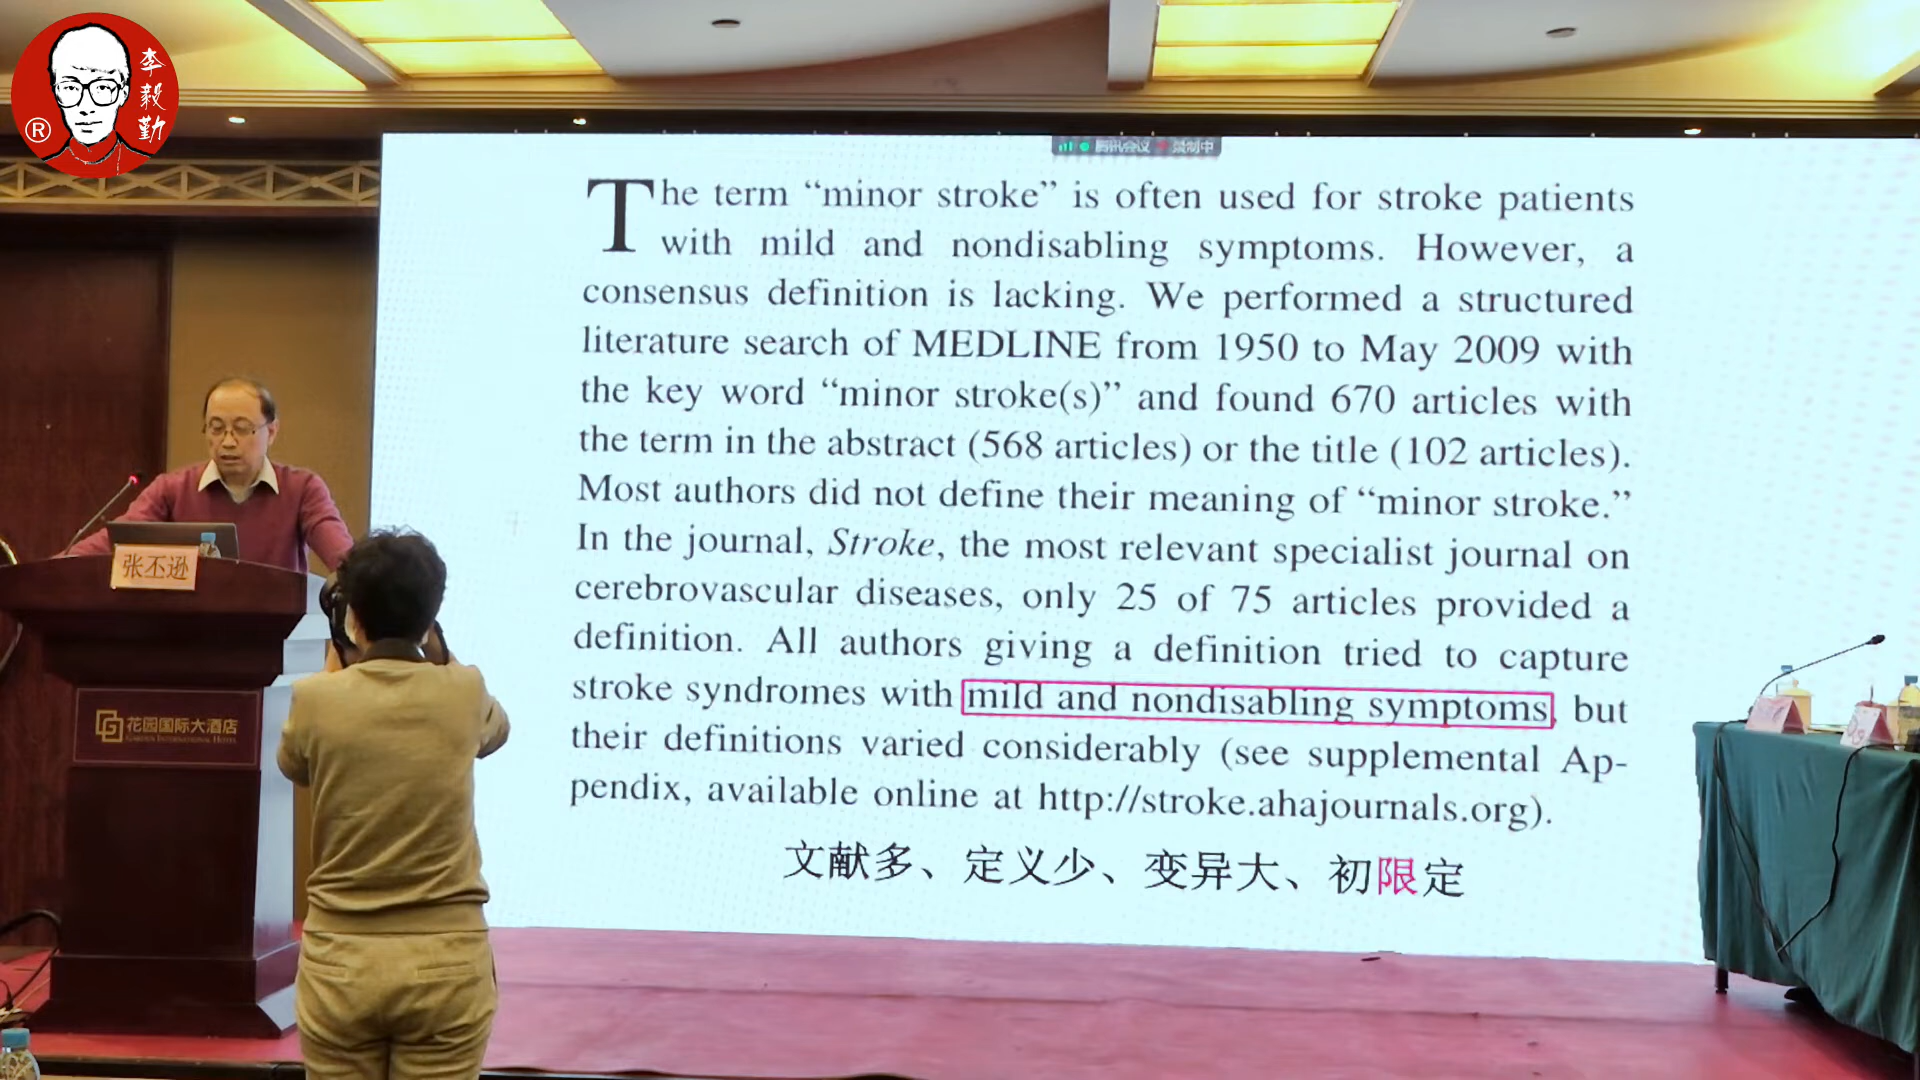 李毅勤
®
腾讯会议 录制中
The term “minor stroke” is often used for stroke patients
with mild and nondisabling symptoms. However, a
consensus definition is lacking. We performed a structured
literature search of MEDLINE from 1950 to May 2009 with
the key word “minor stroke(s)” and found 670 articles with
the term in the abstract (568 articles) or the title (102 articles).
Most authors did not define their meaning of “minor stroke.”
In the journal, Stroke, the most relevant specialist journal on
cerebrovascular diseases, only 25 of 75 articles provided a
definition. All authors giving a definition tried to capture
stroke syndromes with mild and nondisabling symptoms, but
their definitions varied considerably (see supplemental Ap-
pendix, available online at http://stroke.ahajournals.org).
文献多、定义少、变异大、初限定
张丕逊
花园国际大酒店
GARDEN INTERNATIONAL HOTEL